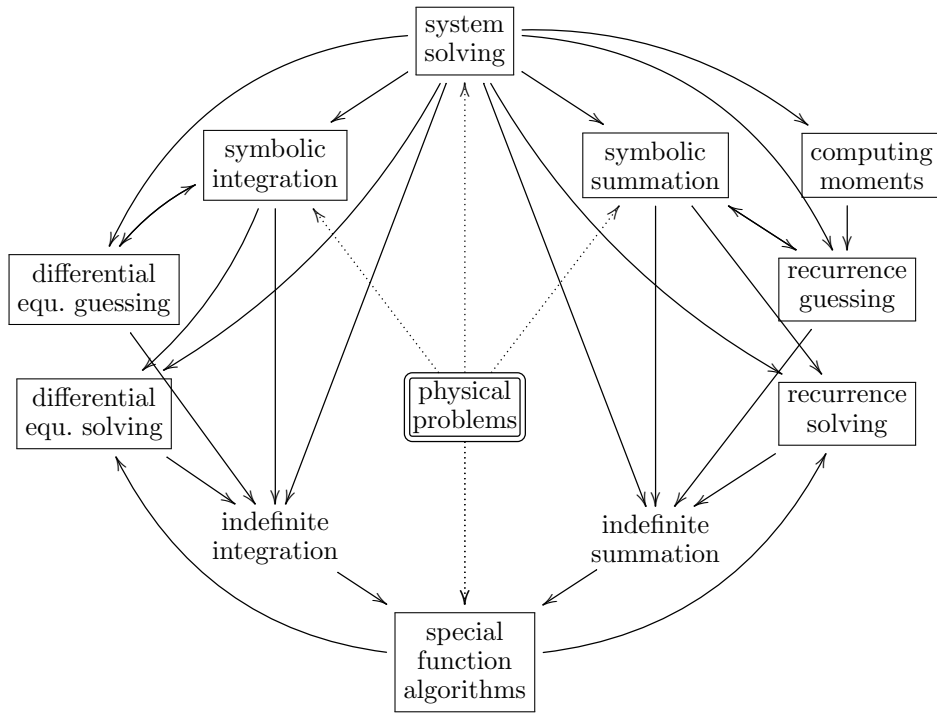 system
solving
symbolic
integration
symbolic
summation
computing
moments
differential
equ. guessing
recurrence
guessing
differential
equ. solving
physical
problems
recurrence
solving
indefinite
integration
indefinite
summation
special
function
algorithms